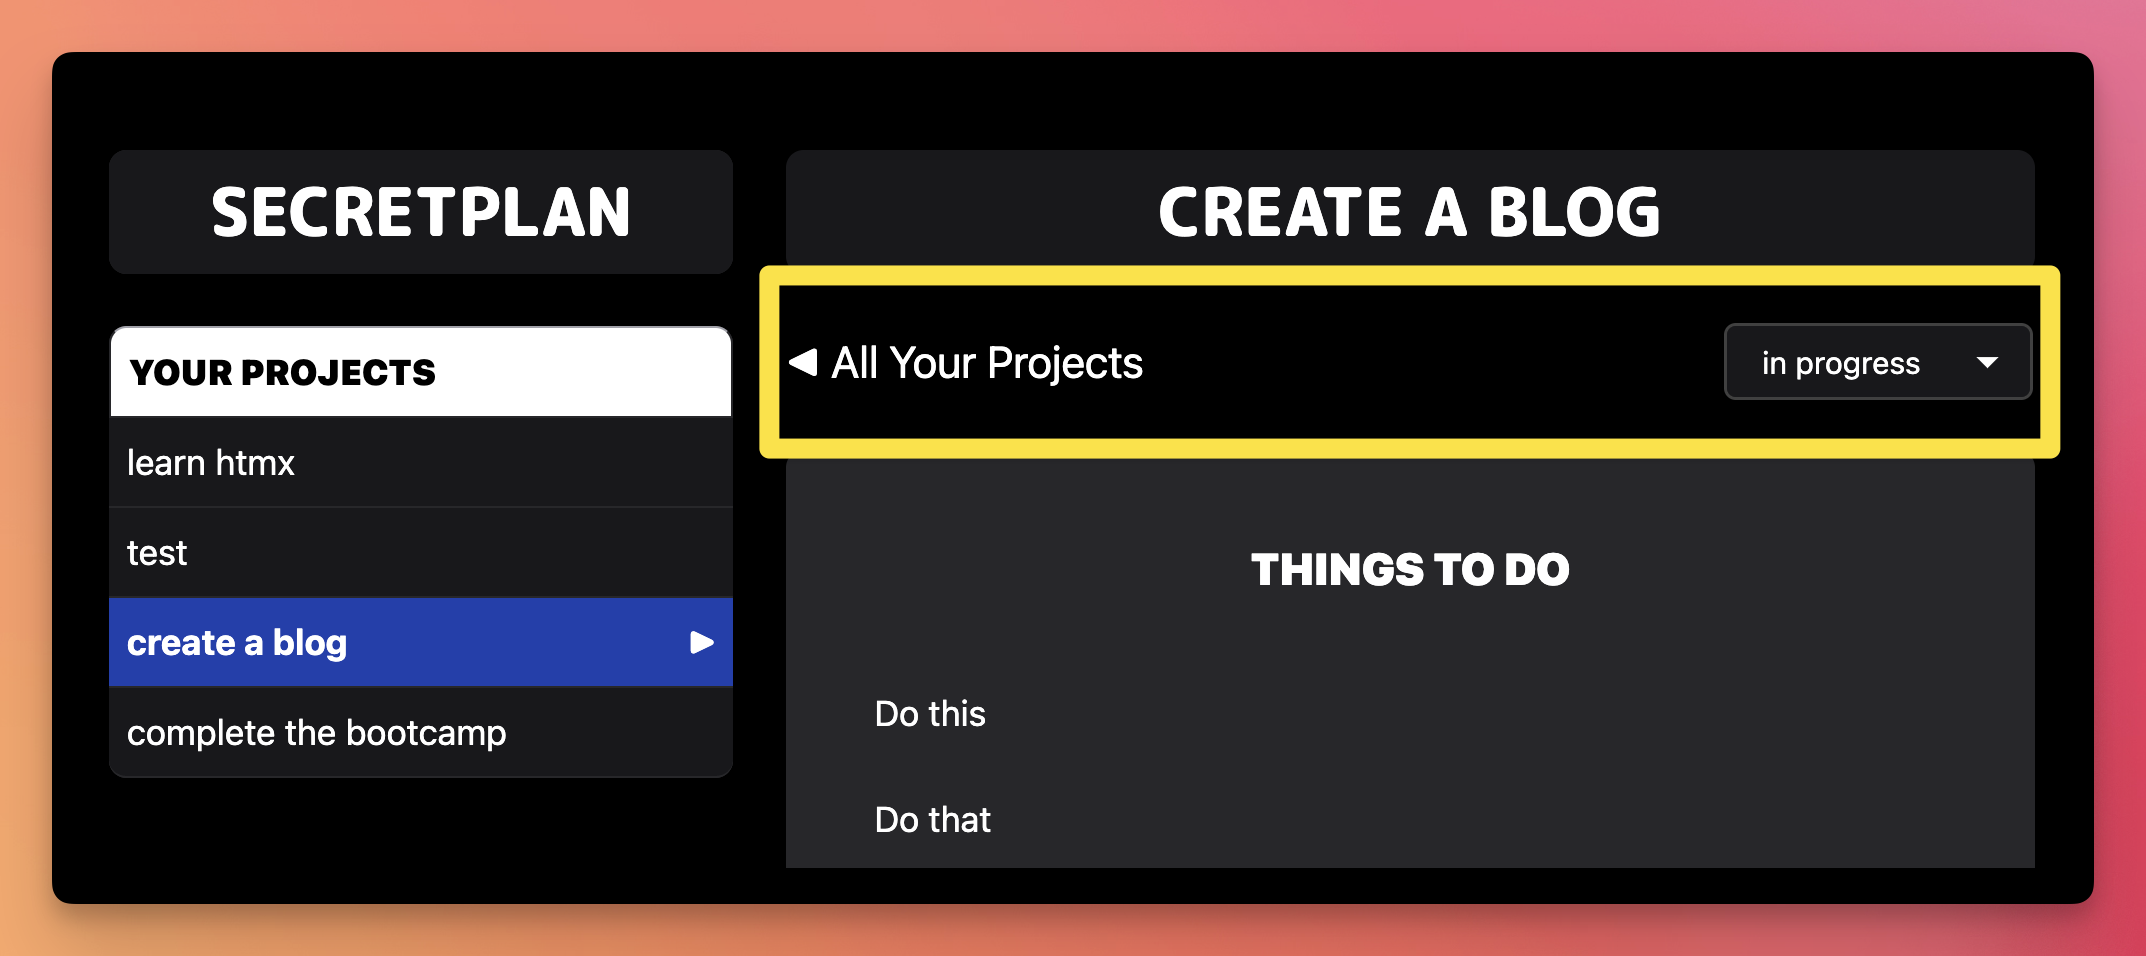 SECRETPLAN
YOUR PROJECTS
learn htmx
test
create a blog
complete the bootcamp
CREATE A BLOG
All Your Projects
in progress
THINGS TO DO
Do this
Do that